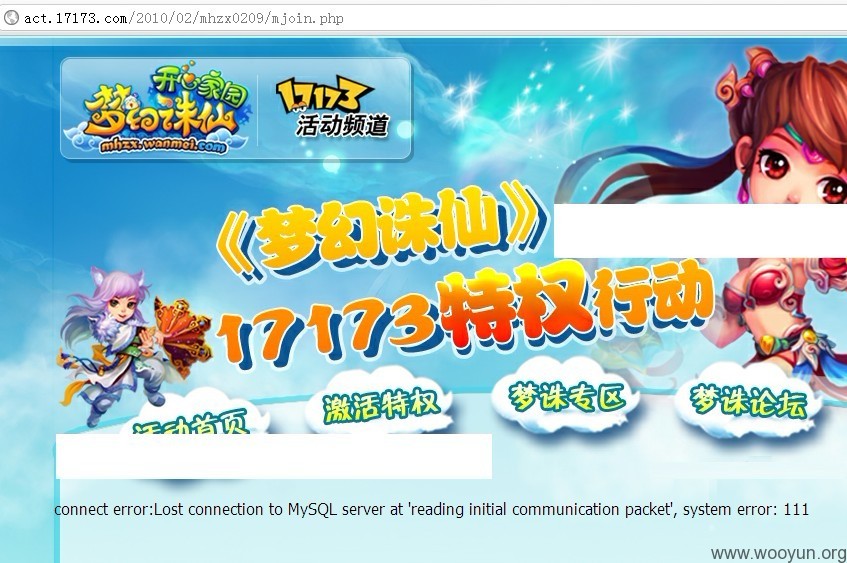 act.17173.com/2010/02/mhzx0209/mjoin.php
开心家园
梦幻诛仙
mhzx.wanmei.com
17173
活动频道
《梦幻诛仙》
17173特权行动
活动首页
激活特权
梦诛专区
梦诛论坛
connect error:Lost connection to MySQL server at 'reading initial communication packet', system error: 111
www.wooyun.org